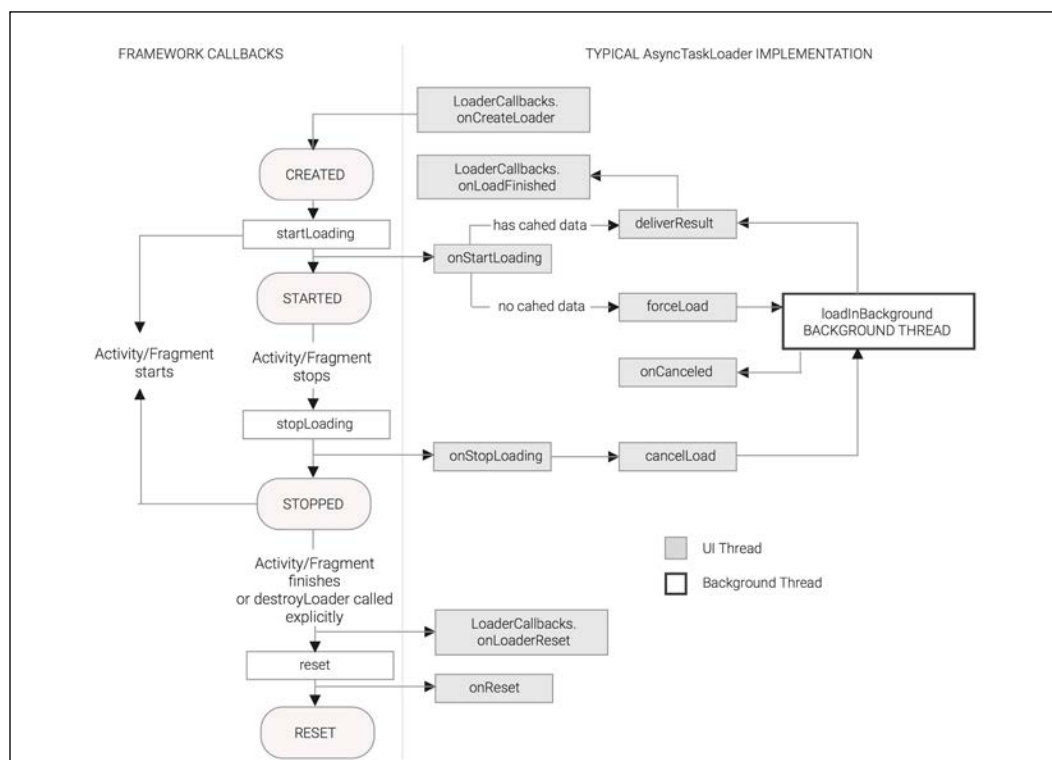 FRAMEWORK CALLBACKS
TYPICAL AsyncTaskLoader IMPLEMENTATION
LoaderCallbacks.
onCreateLoader
CREATED
LoaderCallbacks.
onLoadFinished
startLoading
has cahed data
deliverResult
onStartLoading
STARTED
no cahed data
forceLoad
loadInBackground
BACKGROUND THREAD
Activity/Fragment
starts
Activity/Fragment
stops
onCanceled
stopLoading
onStopLoading
cancelLoad
STOPPED
UI Thread
Background Thread
Activity/Fragment
finishes
or destroyLoader called
explicitly
LoaderCallbacks.
onLoaderReset
reset
onReset
RESET